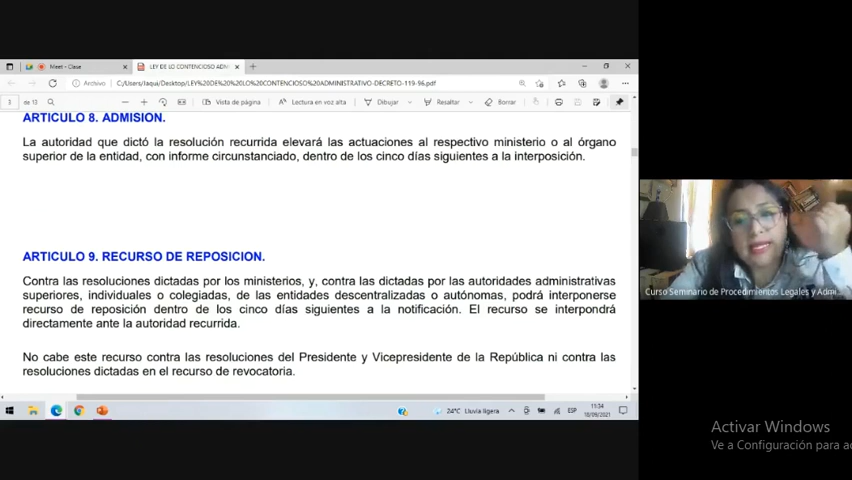 Meet - Clase
LEY DE LO CONTENCIOSO ADMI
Archivo
C:/Users/Jaqui/Desktop/LEY%20DE%20%20LO%20CONTENCIOSO%20ADMINISTRATIVO-DECRETO-119-96.pdf
3 de 13
Vista de página
Lectura en voz alta
Dibujar
Resaltar
Borrar
ARTICULO 8. ADMISION.
La autoridad que dictó la resolución recurrida elevará las actuaciones al respectivo ministerio o al órgano
superior de la entidad, con informe circunstanciado, dentro de los cinco días siguientes a la interposición.
ARTICULO 9. RECURSO DE REPOSICION.
Contra las resoluciones dictadas por los ministerios, y, contra las dictadas por las autoridades administrativas
superiores, individuales o colegiadas, de las entidades descentralizadas o autónomas, podrá interponerse
recurso de reposición dentro de los cinco días siguientes a la notificación. El recurso se interpondrá
directamente ante la autoridad recurrida.
No cabe este recurso contra las resoluciones del Presidente y Vicepresidente de la República ni contra las
resoluciones dictadas en el recurso de revocatoria.
Curso Seminario de Procedimientos Legales y Admi...
24°C Lluvia ligera
ESP
11:34
18/09/2021
Activar Windows
Ve a Configuración para ac